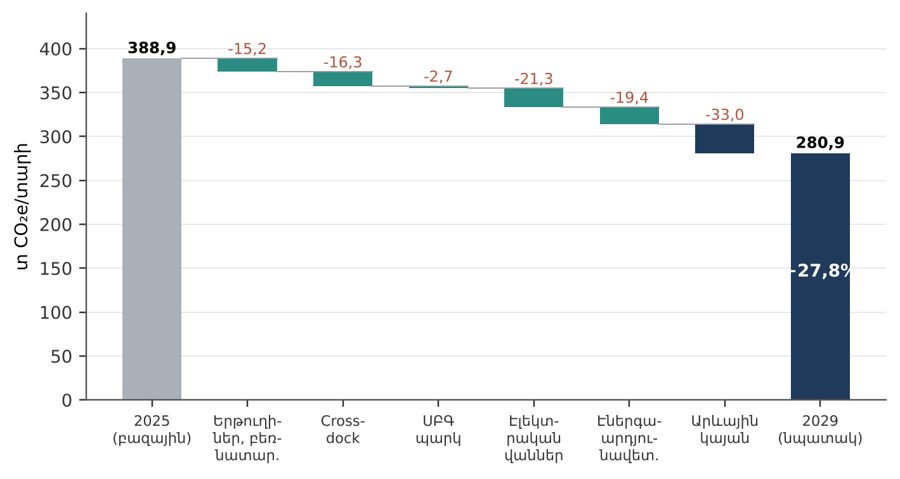 տ CO₂e/տարի
400
350
300
250
200
150
100
50
0
388,9
-15,2
-16,3
-2,7
-21,3
-19,4
-33,0
280,9
-27,8%
2025
(բազային)
Երթուղի-
ներ, բեռ-
նատար.
Cross-
dock
ՍԲԳ
պարկ
Էլեկտ-
րական
վաններ
Էներգա-
արդյու-
նավետ.
Արևային
կայան
2029
(նպատակ)